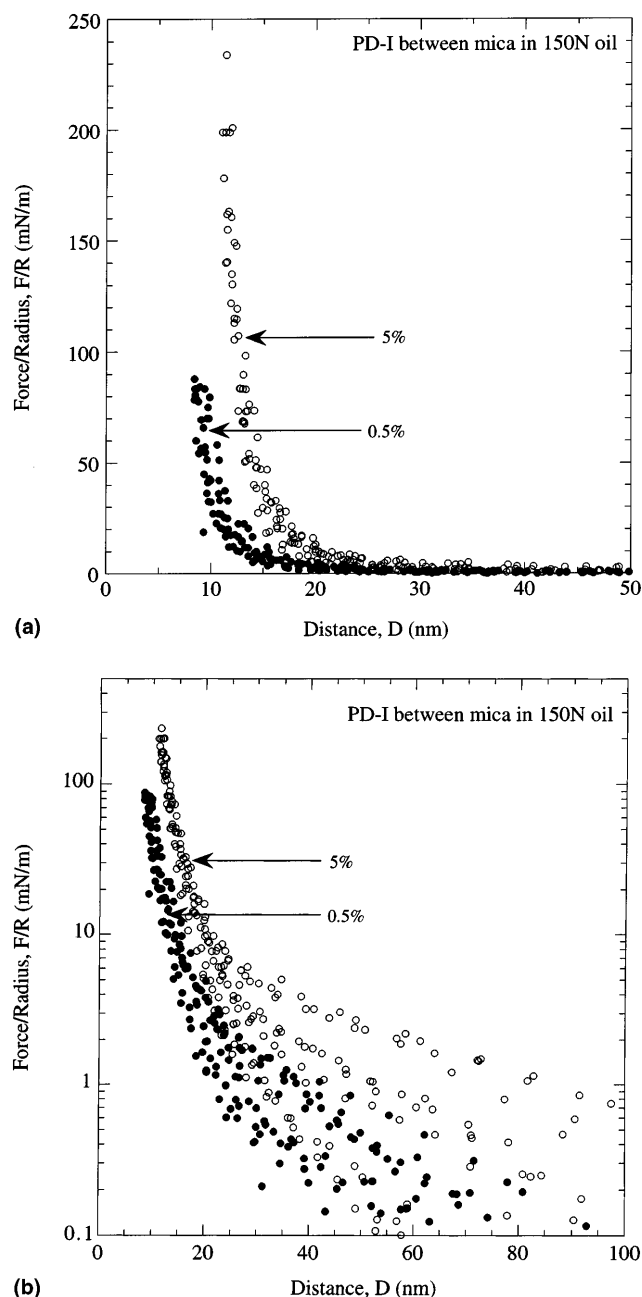 PD-I between mica in 150N oil
250
200
150
100
50
0
Force/Radius, F/R (mN/m)
5%
0.5%
0 10 20 30 40 50
Distance, D (nm)
(a)
PD-I between mica in 150N oil
100
10
1
0.1
Force/Radius, F/R (mN/m)
5%
0.5%
0 20 40 60 80 100
Distance, D (nm)
(b)